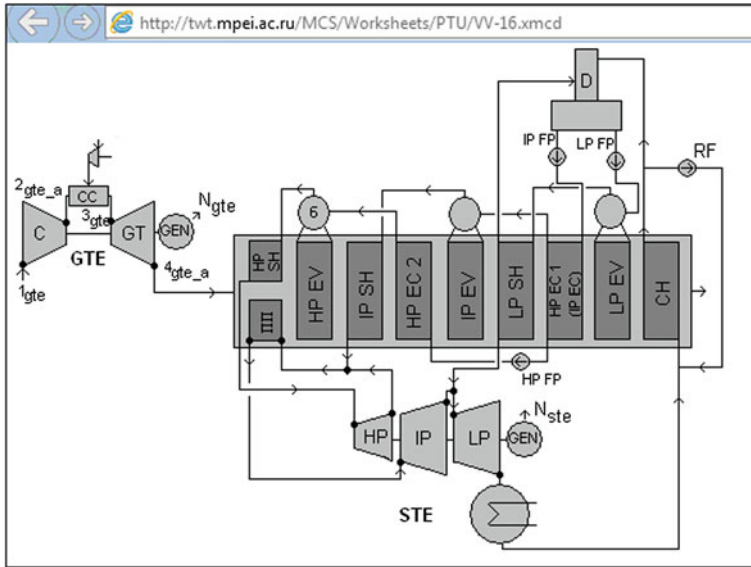 http://twt.mpei.ac.ru/MCS/Worksheets/PTU/VV-16.xmcd
D
IP FP
LP FP
RF
2gte_a
CC
3gte
Ngte
C
GT
GEN
GTE
4gte_a
1gte
6
HP SH
HP EV
IP SH
HP EC 2
IP EV
LP SH
HP EC 1
(IP EC)
LP EV
CH
ПП
HP FP
HP
IP
LP
Nste
GEN
STE